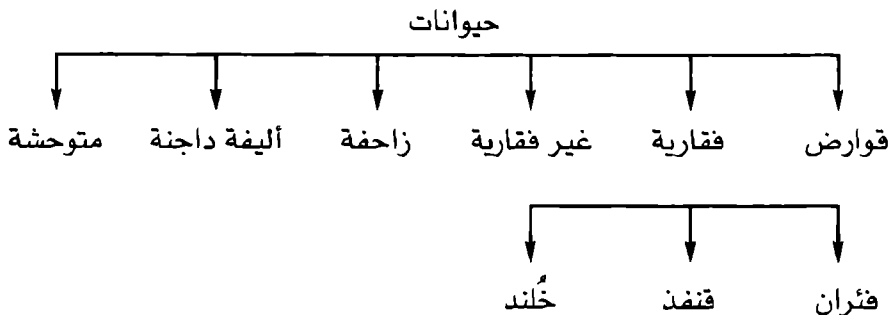 حيوانات
قوارض فقارية غير فقارية زاحفة أليفة داجنة متوحشة
فئران قنفذ خُلند